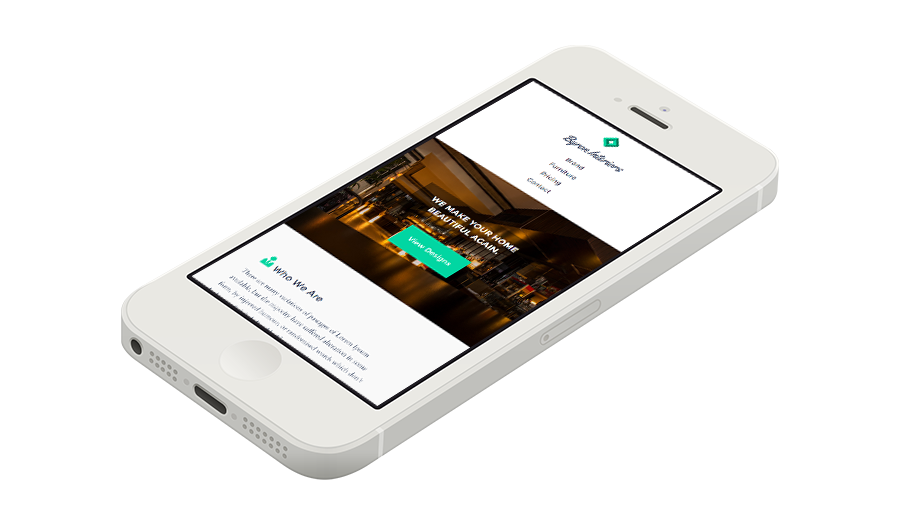 Byron Interiors
Brand
Furniture
Pricing
Contact
WE MAKE YOUR HOME
BEAUTIFUL AGAIN.
View Designs
Who We Are
There are many variations of passages of Lorem Ipsum
available, but the majority have suffered alteration in some
form, by injected humour, or randomised words which don't